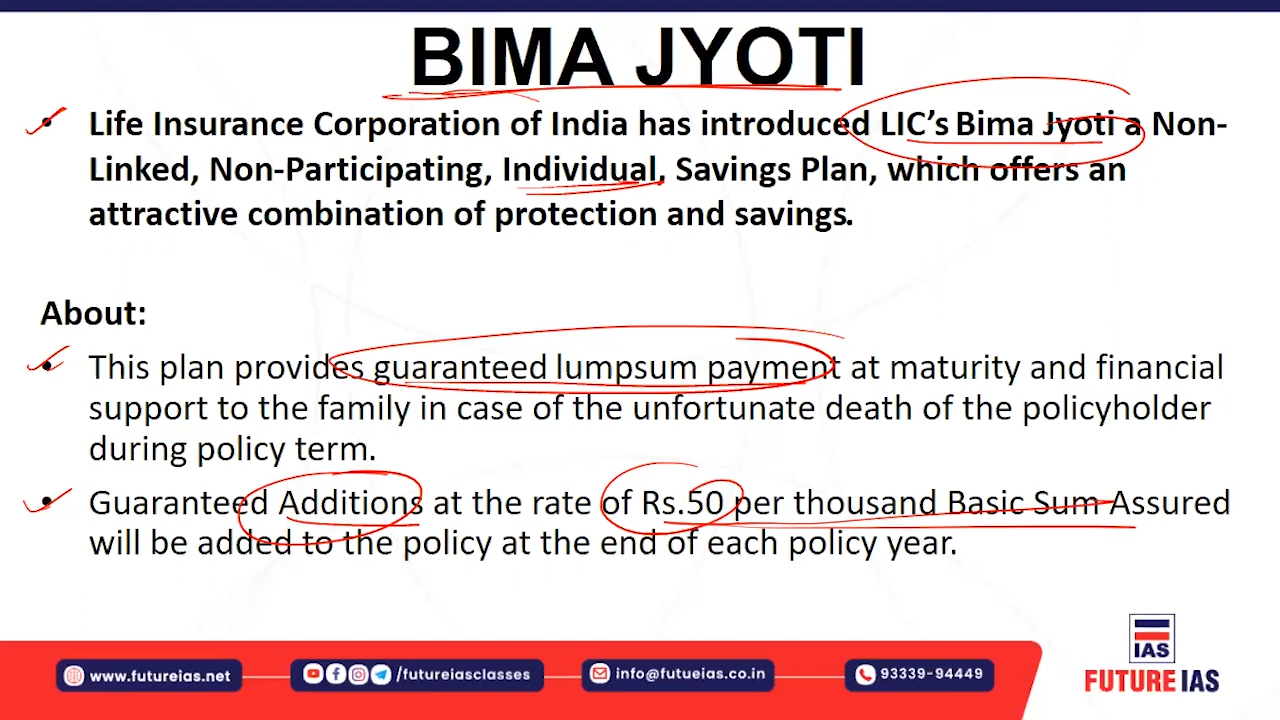 BIMA JYOTI
• Life Insurance Corporation of India has introduced LIC's Bima Jyoti a Non-
Linked, Non-Participating, Individual, Savings Plan, which offers an
attractive combination of protection and savings.
About:
• This plan provides guaranteed lumpsum payment at maturity and financial
support to the family in case of the unfortunate death of the policyholder
during policy term.
• Guaranteed Additions at the rate of Rs.50 per thousand Basic Sum Assured
will be added to the policy at the end of each policy year.
IAS
FUTURE IAS
www.futureias.net
/futureiasclasses
info@futueias.co.in
93339-94449